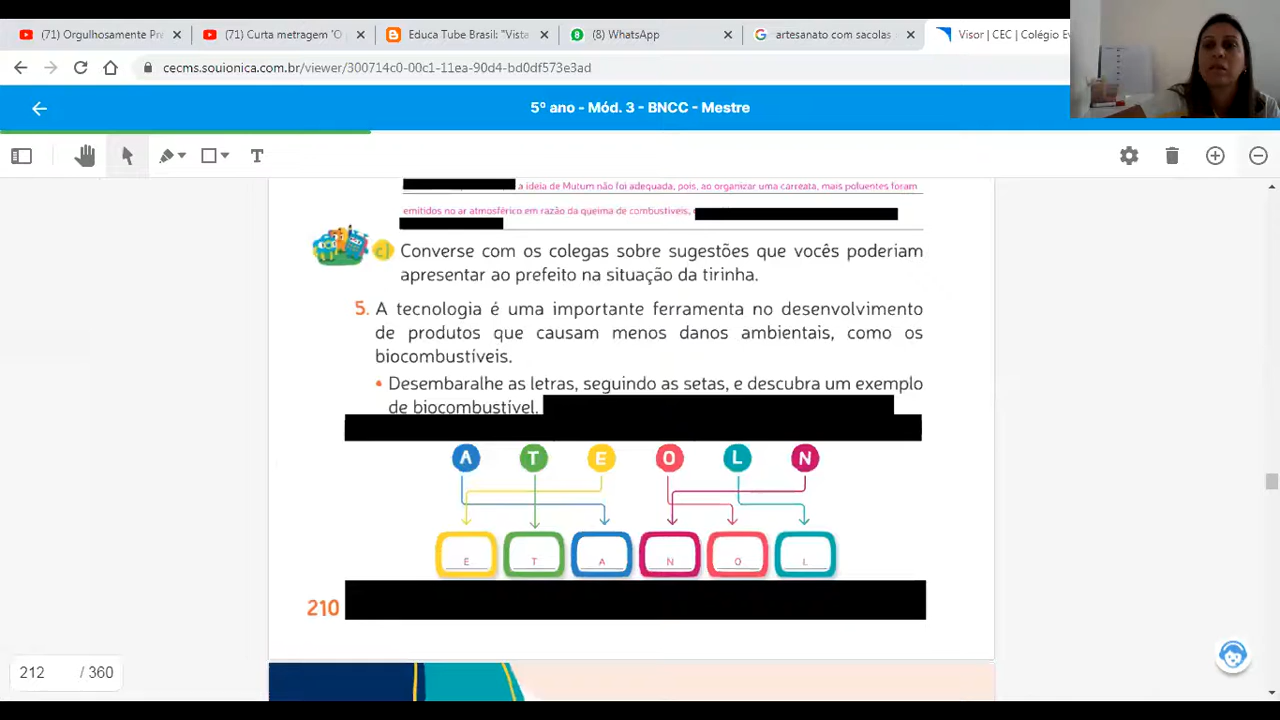 (71) Orgulhosamente Pr
(71) Curta metragem "O
Educa Tube Brasil: "Vista
(8) WhatsApp
artesanato com sacolas
Visor | CEC | Colégio Ev
cecms.souionica.com.br/viewer/300714c0-00c1-11ea-90d4-bd0df573e3ad
5º ano - Mód. 3 - BNCC - Mestre
T
a ideia de Mutum não foi adequada, pois, ao organizar uma carreata, mais poluentes foram
emitidos no ar atmosférico em razão da queima de combustíveis,
c) Converse com os colegas sobre sugestões que vocês poderiam
apresentar ao prefeito na situação da tirinha.
5. A tecnologia é uma importante ferramenta no desenvolvimento
de produtos que causam menos danos ambientais, como os
biocombustíveis.
• Desembaralhe as letras, seguindo as setas, e descubra um exemplo
de biocombustível.
A T E O L N
E T A N O L
210
212 / 360